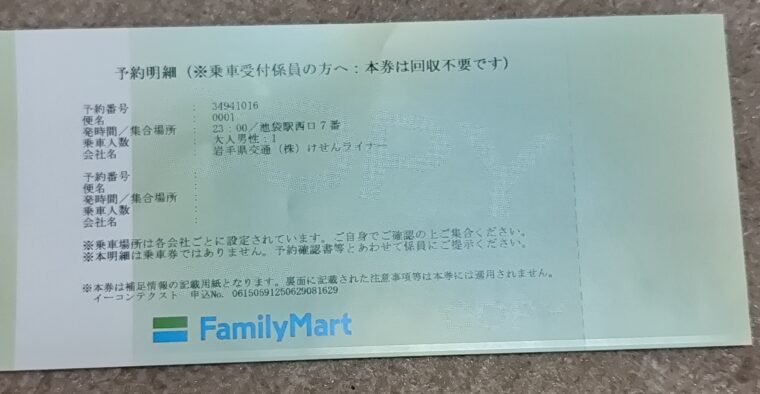 予約明細（※乗車受付係員の方へ：本券は回収不要です）
予約番号 : 34941016
便名 : 0001
発時間／集合場所 : 23：00／池袋駅西口７番
乗車人数 : 大人男性：1
会社名 : 岩手県交通（株）けせんライナー
予約番号 :
便名 :
発時間／集合場所 :
乗車人数 :
会社名 :
※乗車場所は各会社ごとに設定されています。ご自身でご確認の上ご集合ください。
※本明細は乗車券ではありません。予約確認書等とあわせて係員にご提示ください。
※本券は補足情報の記載用紙となります。裏面に記載された注意事項等は本券には適用されません。
イーコンテクスト 申込No. 06150591250629081629
FamilyMart